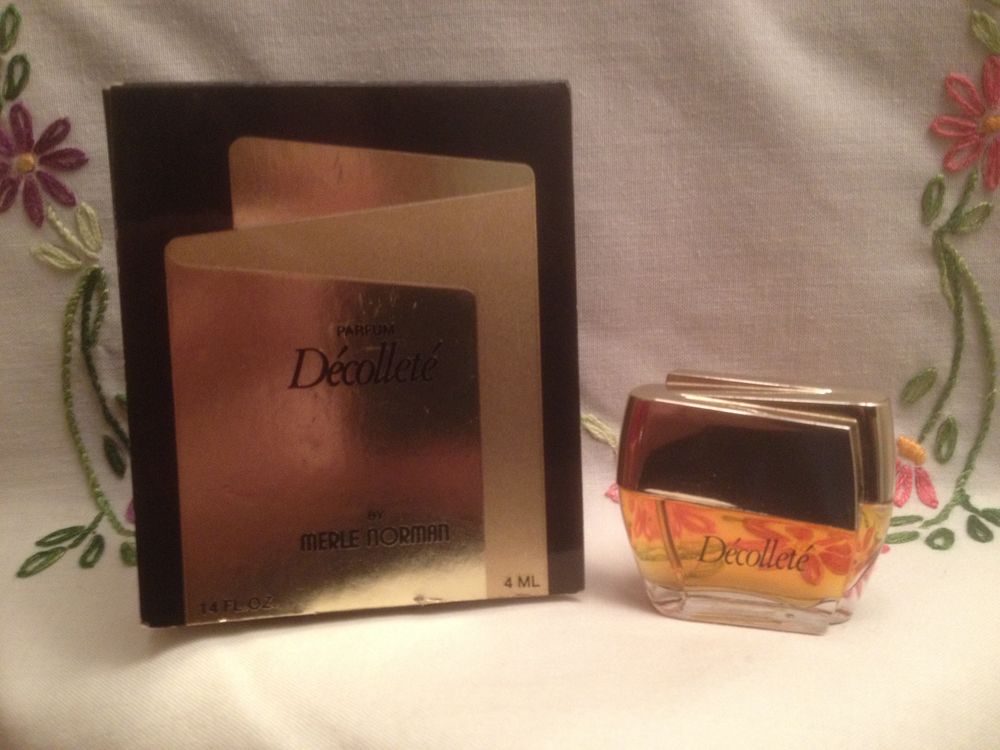 PARFUM
Décolleté
BY
MERLE NORMAN
.14 FL. OZ.
4 ML
Décolleté